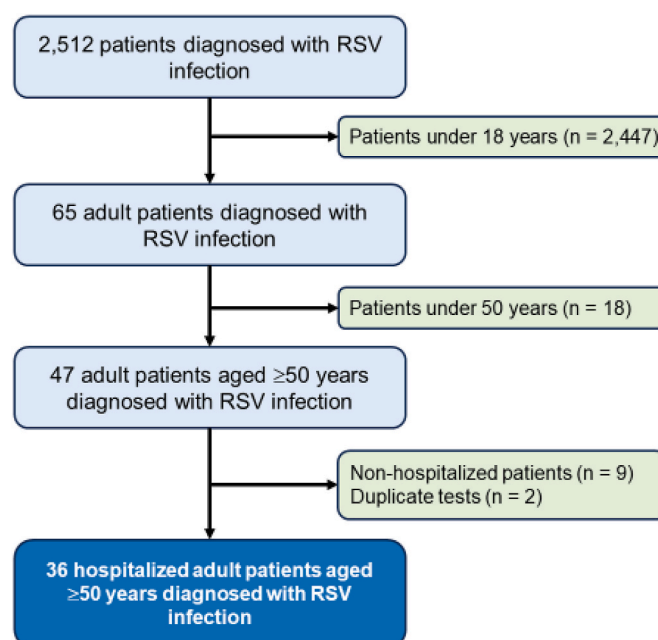 2,512 patients diagnosed with RSV
infection
Patients under 18 years (n = 2,447)
65 adult patients diagnosed with
RSV infection
Patients under 50 years (n = 18)
47 adult patients aged ≥50 years
diagnosed with RSV infection
Non-hospitalized patients (n = 9)
Duplicate tests (n = 2)
36 hospitalized adult patients aged
≥50 years diagnosed with RSV
infection